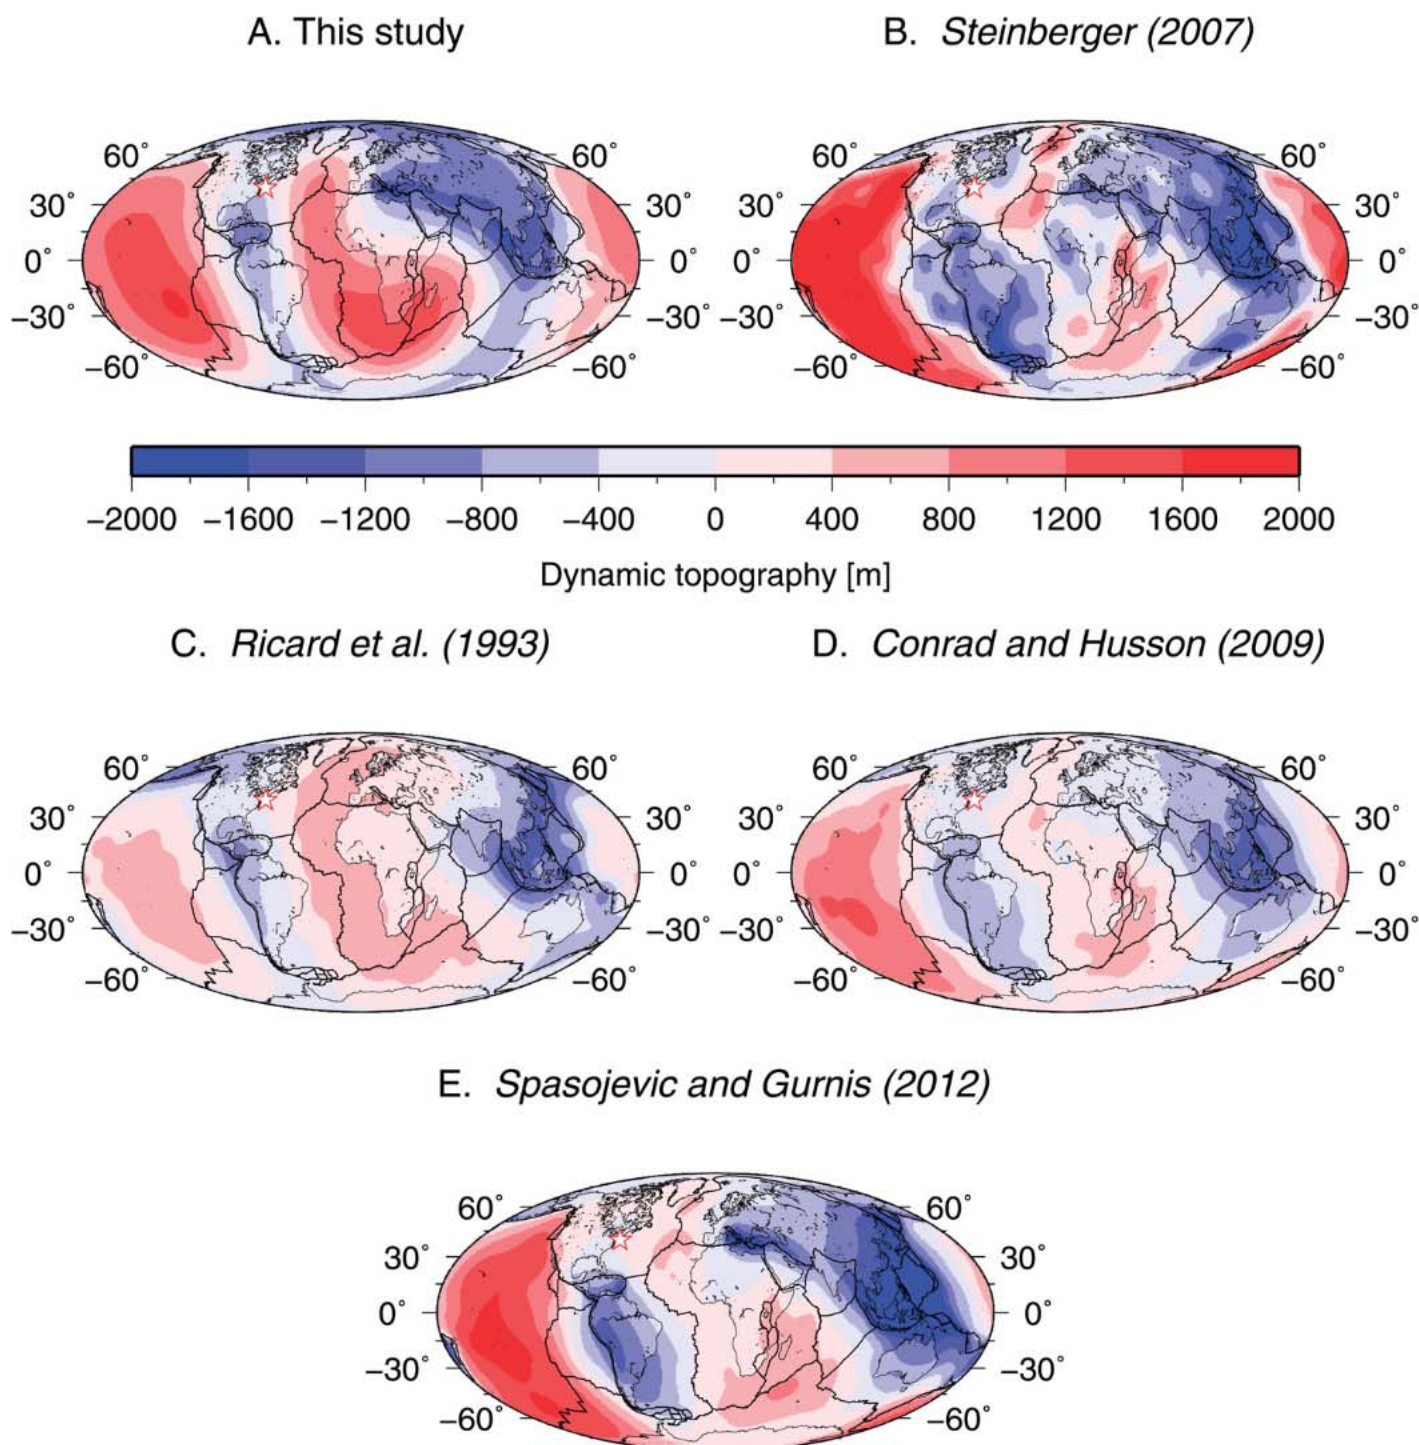 A. This study
B. Steinberger (2007)
60˚ 60˚ 60˚ 60˚
30˚ 30˚ 30˚ 30˚
0˚ 0˚ 0˚ 0˚
−30˚ −30˚ −30˚ −30˚
−60˚ −60˚ −60˚ −60˚
−2000 −1600 −1200 −800 −400 0 400 800 1200 1600 2000
Dynamic topography [m]
C. Ricard et al. (1993)
D. Conrad and Husson (2009)
60˚ 60˚ 60˚ 60˚
30˚ 30˚ 30˚ 30˚
0˚ 0˚ 0˚ 0˚
−30˚ −30˚ −30˚ −30˚
−60˚ −60˚ −60˚ −60˚
E. Spasojevic and Gurnis (2012)
60˚ 60˚
30˚ 30˚
0˚ 0˚
−30˚ −30˚
−60˚ −60˚